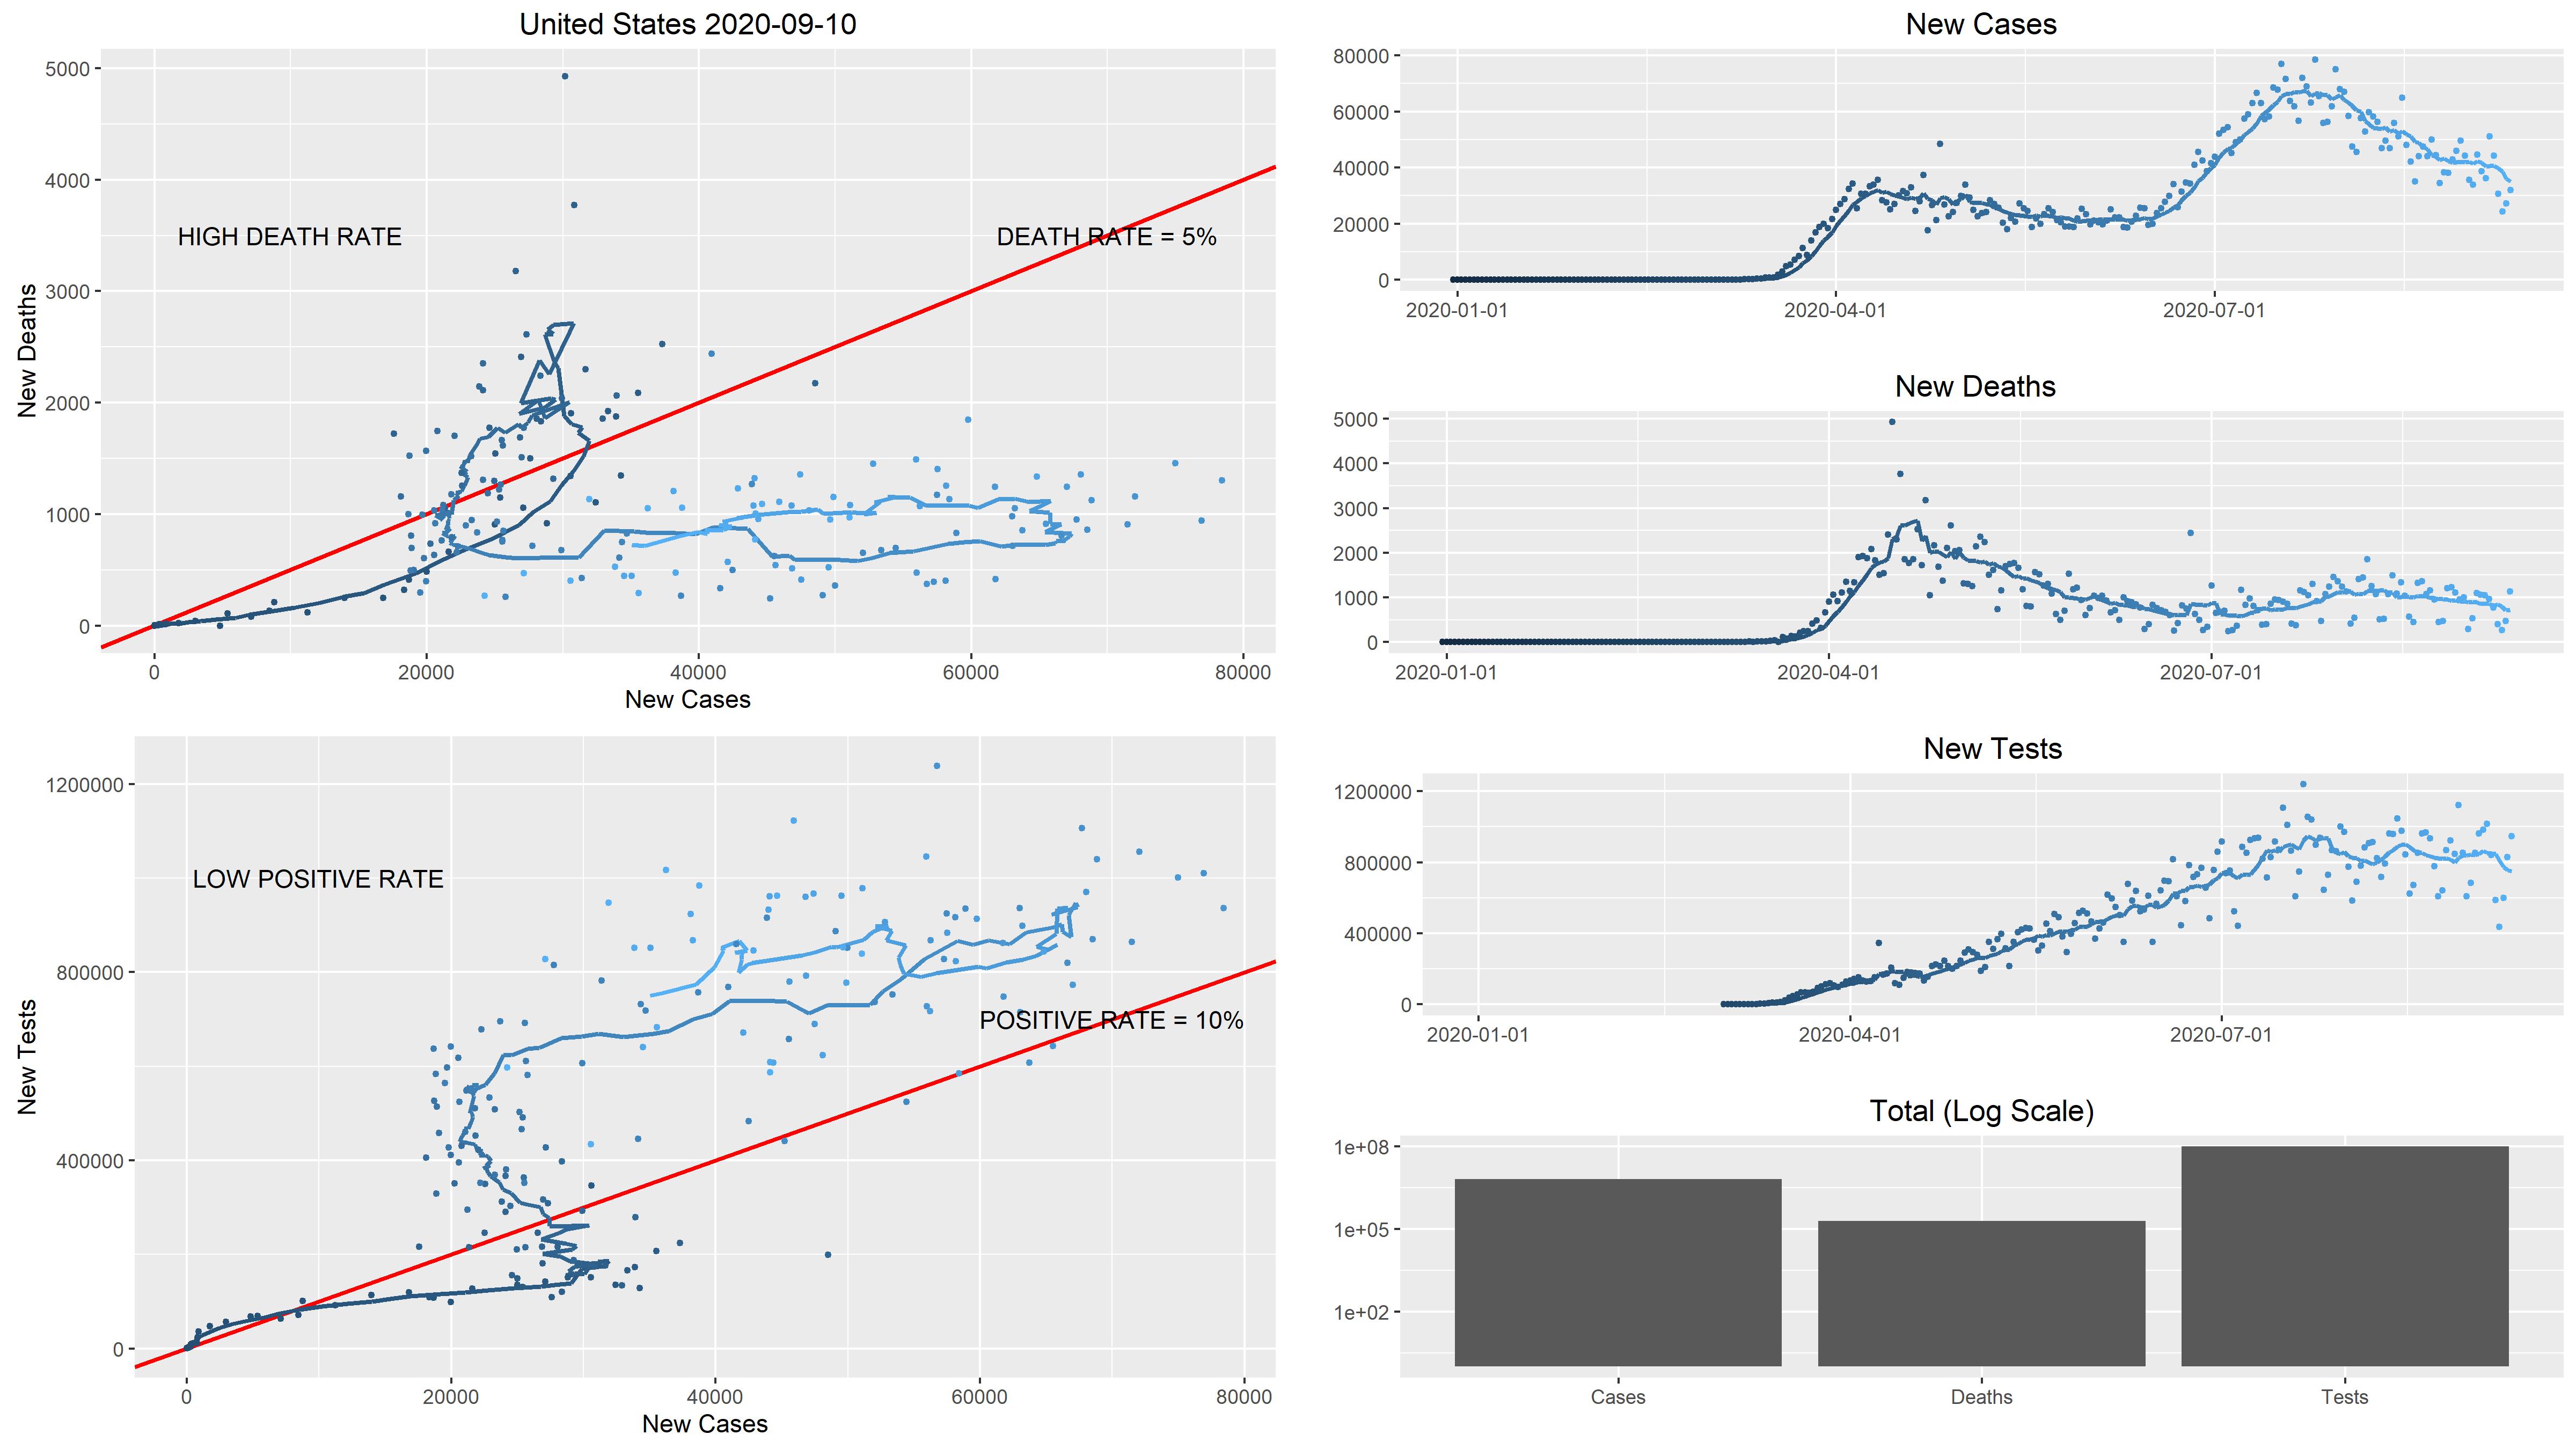 United States 2020-09-10
5000
4000
3000
2000
1000
0
New Deaths
HIGH DEATH RATE
DEATH RATE = 5%
0
20000
40000
60000
80000
New Cases
New Cases
80000
60000
40000
20000
0
2020-01-01
2020-04-01
2020-07-01
New Deaths
5000
4000
3000
2000
1000
0
2020-01-01
2020-04-01
2020-07-01
1200000
800000
400000
0
New Tests
LOW POSITIVE RATE
POSITIVE RATE = 10%
0
20000
40000
60000
80000
New Cases
New Tests
1200000
800000
400000
0
2020-01-01
2020-04-01
2020-07-01
Total (Log Scale)
1e+08
1e+05
1e+02
Cases
Deaths
Tests